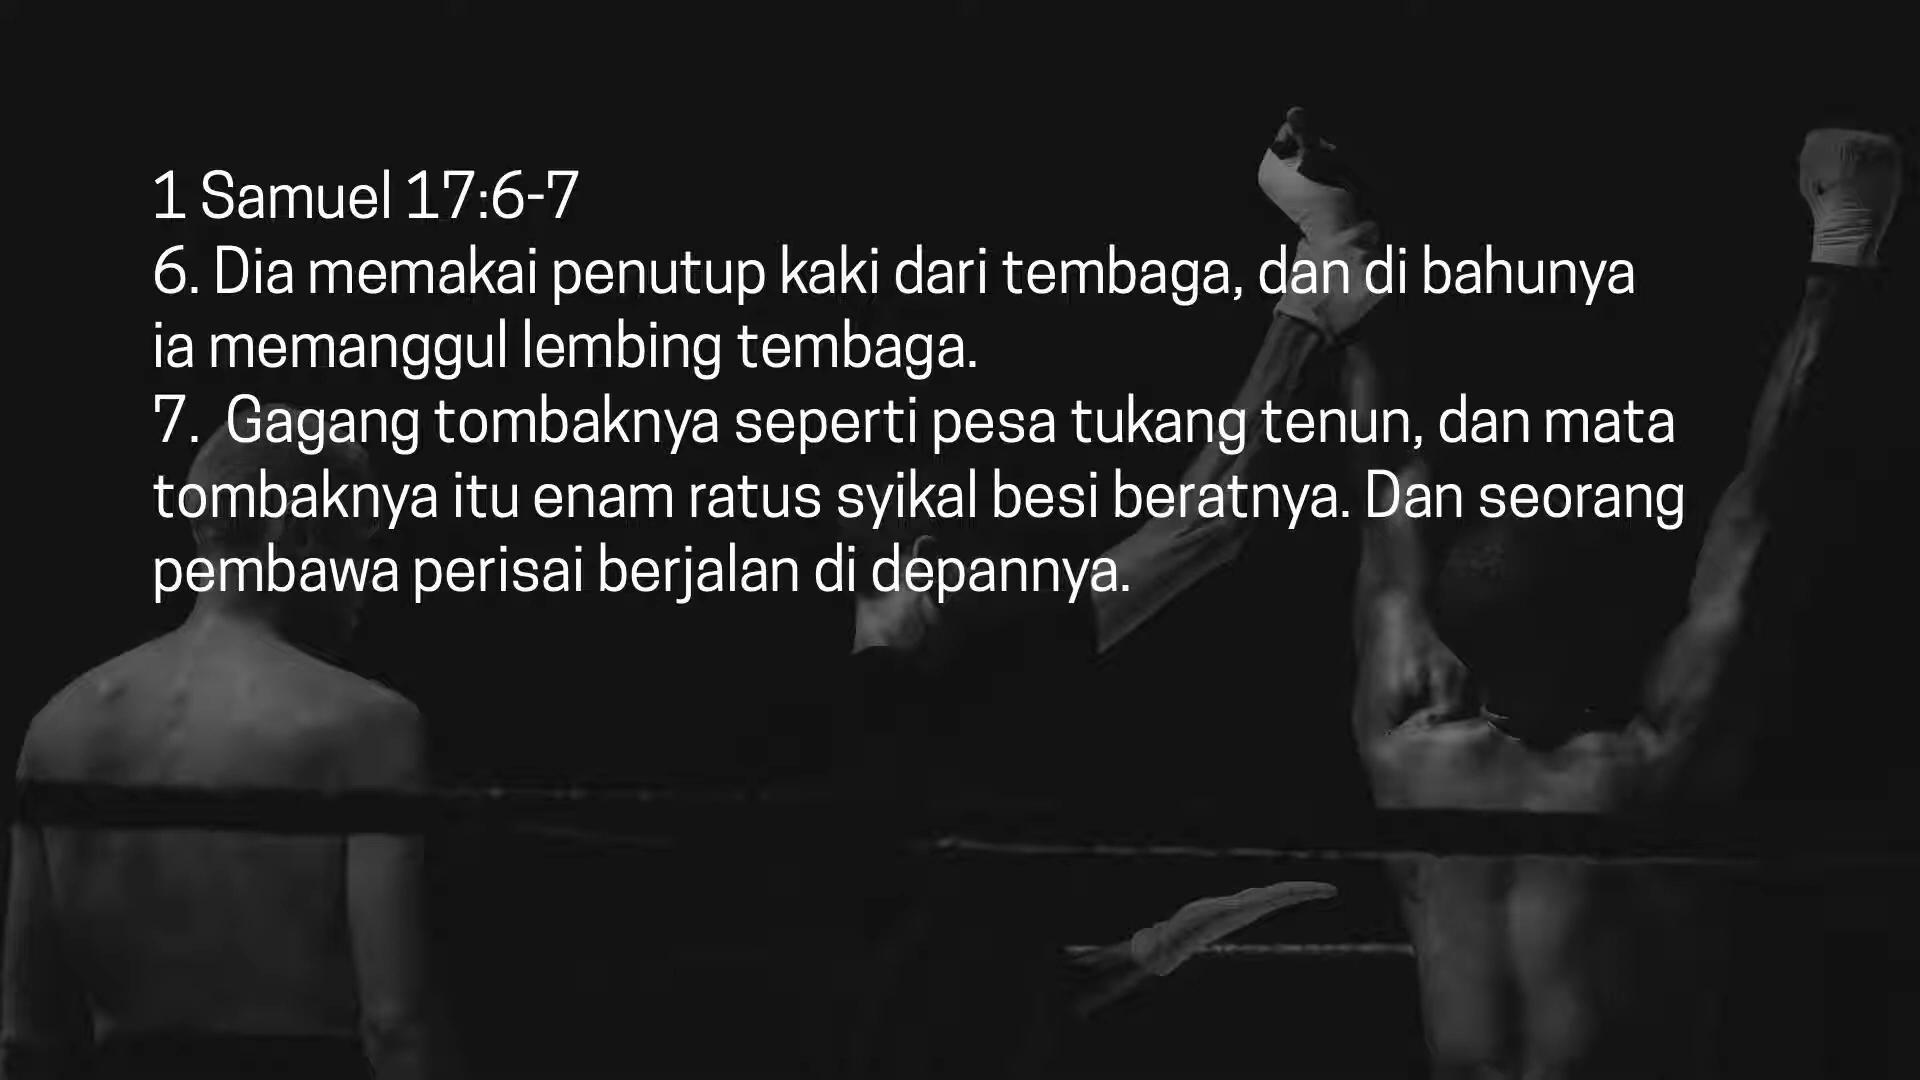 1 Samuel 17:6-7
6. Dia memakai penutup kaki dari tembaga, dan di bahunya
ia memanggul lembing tembaga.
7. Gagang tombaknya seperti pesa tukang tenun, dan mata
tombaknya itu enam ratus syikal besi beratnya. Dan seorang
pembawa perisai berjalan di depannya.